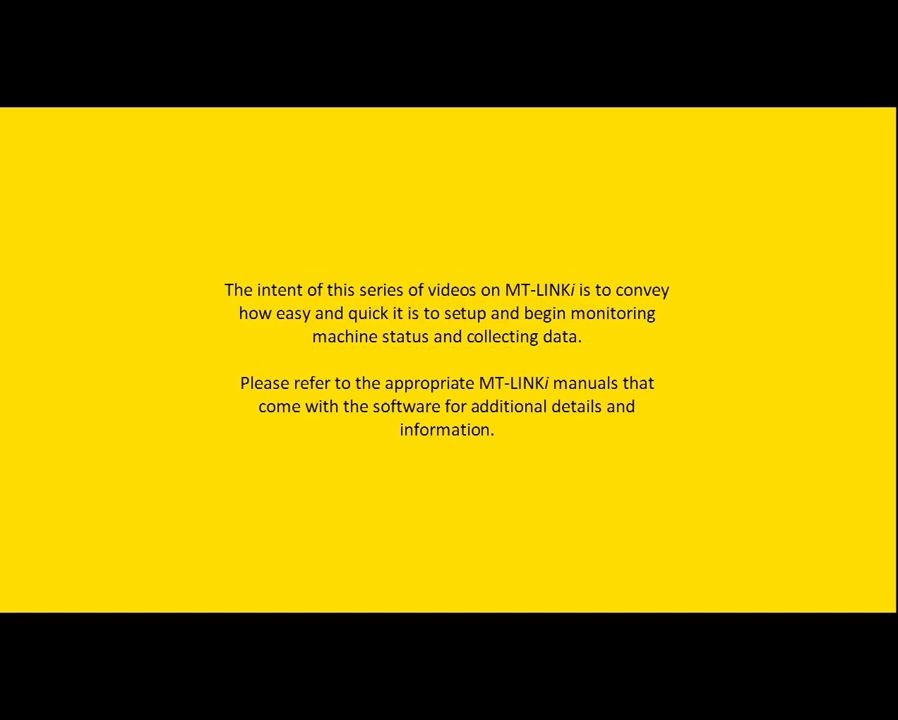 The intent of this series of videos on MT-LINKi is to convey
how easy and quick it is to setup and begin monitoring
machine status and collecting data.
Please refer to the appropriate MT-LINKi manuals that
come with the software for additional details and
information.